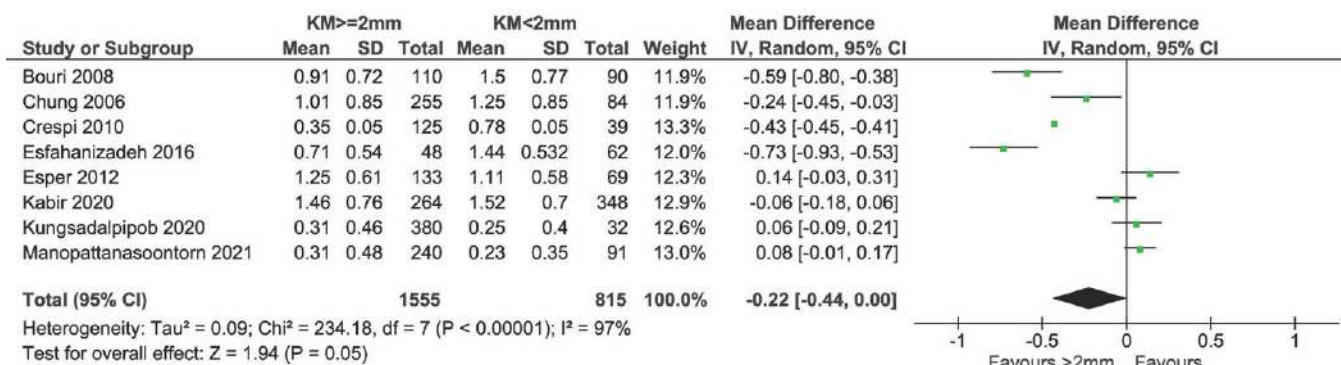 KM>=2mm KM<2mm Mean Difference Mean Difference
Study or Subgroup Mean SD Total Mean SD Total Weight IV, Random, 95% CI IV, Random, 95% CI
Bouri 2008 0.91 0.72 110 1.5 0.77 90 11.9% -0.59 [-0.80, -0.38]
Chung 2006 1.01 0.85 255 1.25 0.85 84 11.9% -0.24 [-0.45, -0.03]
Crespi 2010 0.35 0.05 125 0.78 0.05 39 13.3% -0.43 [-0.45, -0.41]
Esfahanizadeh 2016 0.71 0.54 48 1.44 0.532 62 12.0% -0.73 [-0.93, -0.53]
Esper 2012 1.25 0.61 133 1.11 0.58 69 12.3% 0.14 [-0.03, 0.31]
Kabir 2020 1.46 0.76 264 1.52 0.7 348 12.9% -0.06 [-0.18, 0.06]
Kungsadalpipob 2020 0.31 0.46 380 0.25 0.4 32 12.6% 0.06 [-0.09, 0.21]
Manopattanasoontorn 2021 0.31 0.48 240 0.23 0.35 91 13.0% 0.08 [-0.01, 0.17]
Total (95% CI) 1555 815 100.0% -0.22 [-0.44, 0.00]
Heterogeneity: Tau² = 0.09; Chi² = 234.18, df = 7 (P < 0.00001); I² = 97%
Test for overall effect: Z = 1.94 (P = 0.05)
-1 -0.5 0 0.5 1
Favours >2mm Favours